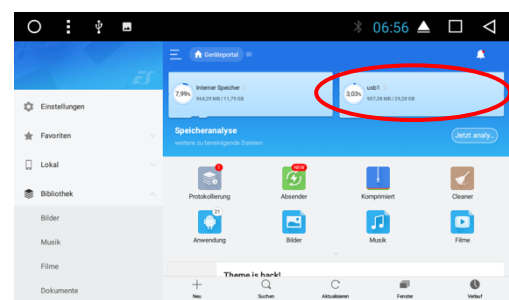 06:56
Geräteportal
ES
7,99%
Interner Speicher
964,29 MB / 11,79 GB
3,03%
usb1
907,28 MB / 29,28 GB
Einstellungen
Favoriten
Lokal
Bibliothek
Bilder
Musik
Filme
Dokumente
Speicheranalyse
weitere zu bereinigende Dateien
Jetzt analy..
1
Protokollierung
NEW
Absender
Komprimiert
Cleaner
21
Anwendung
Bilder
Musik
Filme
Theme is back!
Neu
Suchen
Aktualisieren
Fenster
Verlauf